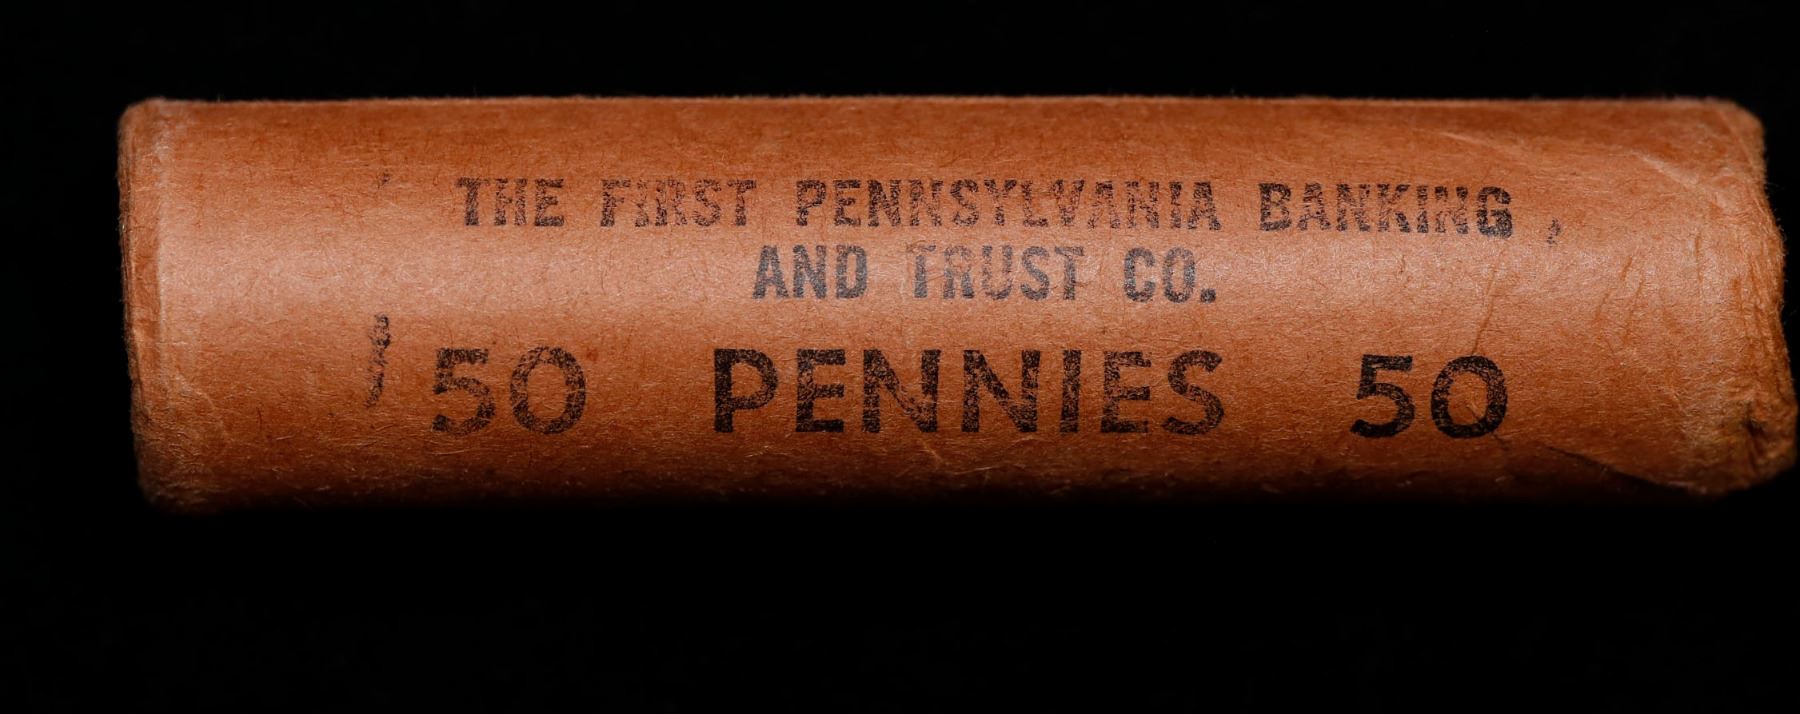 THE FIRST PENNSYLVANIA BANKING
AND TRUST CO.
50 PENNIES 50